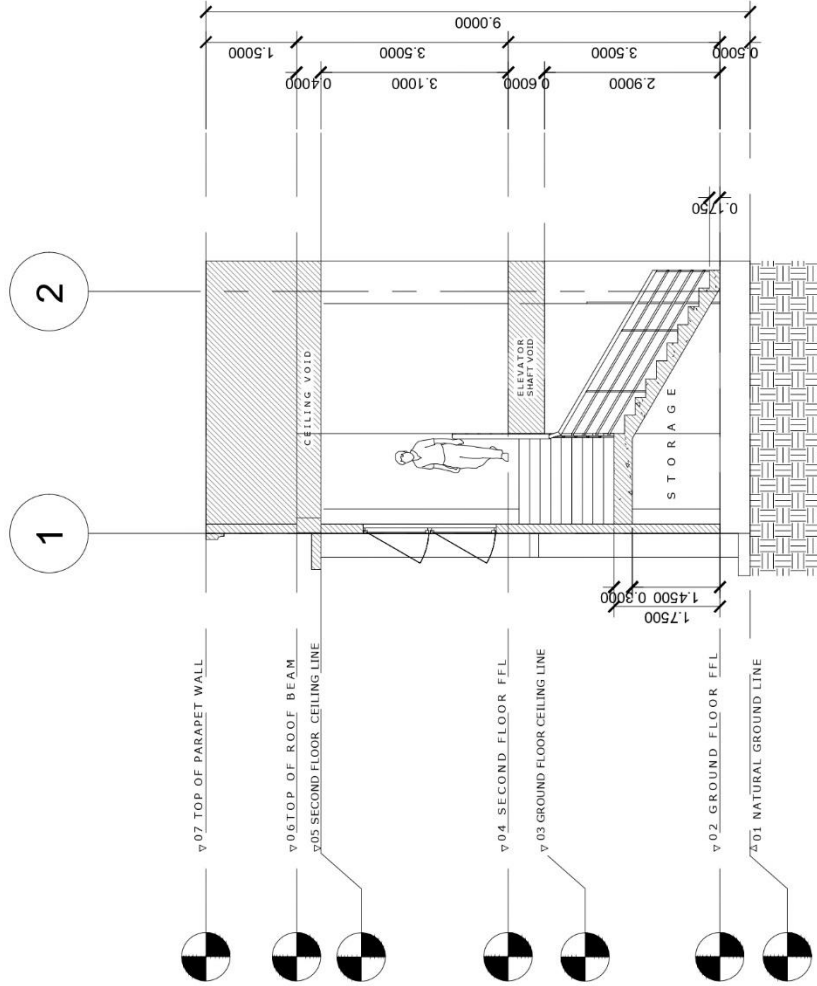 2
1
9.0000
1.5000
3.5000
3.5000
0.5000
0.4000
3.1000
0.6000
2.9000
0.1750
CEILING VOID
ELEVATOR
SHAFT VOID
STORAGE
1.4500
0.3000
1.7500
07 TOP OF PARAPET WALL
06 TOP OF ROOF BEAM
05 SECOND FLOOR CEILING LINE
04 SECOND FLOOR FFL
03 GROUND FLOOR CEILING LINE
02 GROUND FLOOR FFL
01 NATURAL GROUND LINE